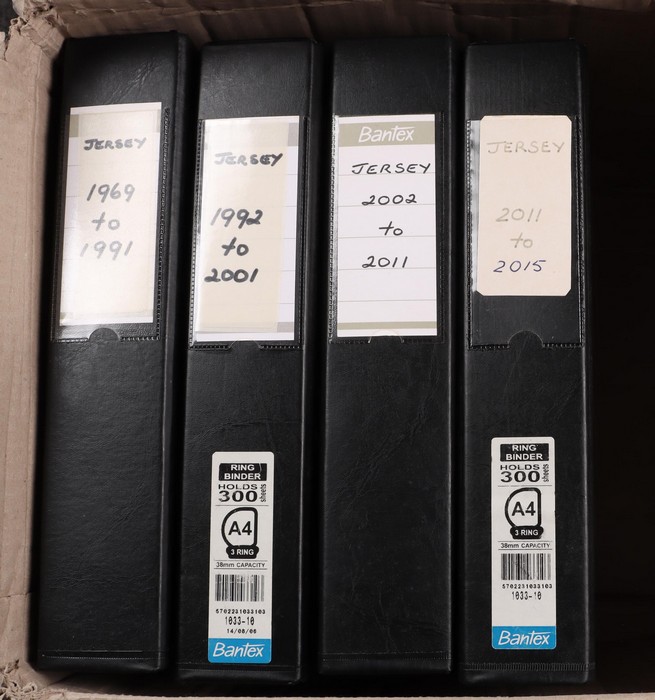 JERSEY
1969
to
1991
JERSEY
1992
to
2001
RING
BINDER
HOLDS
300 sheets
A4
3 RING
38mm CAPACITY
5702231033103
1033-10
14/08/06
Bantex
Bantex
JERSEY
2002
to
2011
JERSEY
2011
to
2015
RING
BINDER
HOLDS
300 sheets
A4
3 RING
38mm CAPACITY
5702231033103
1033-10
Bantex